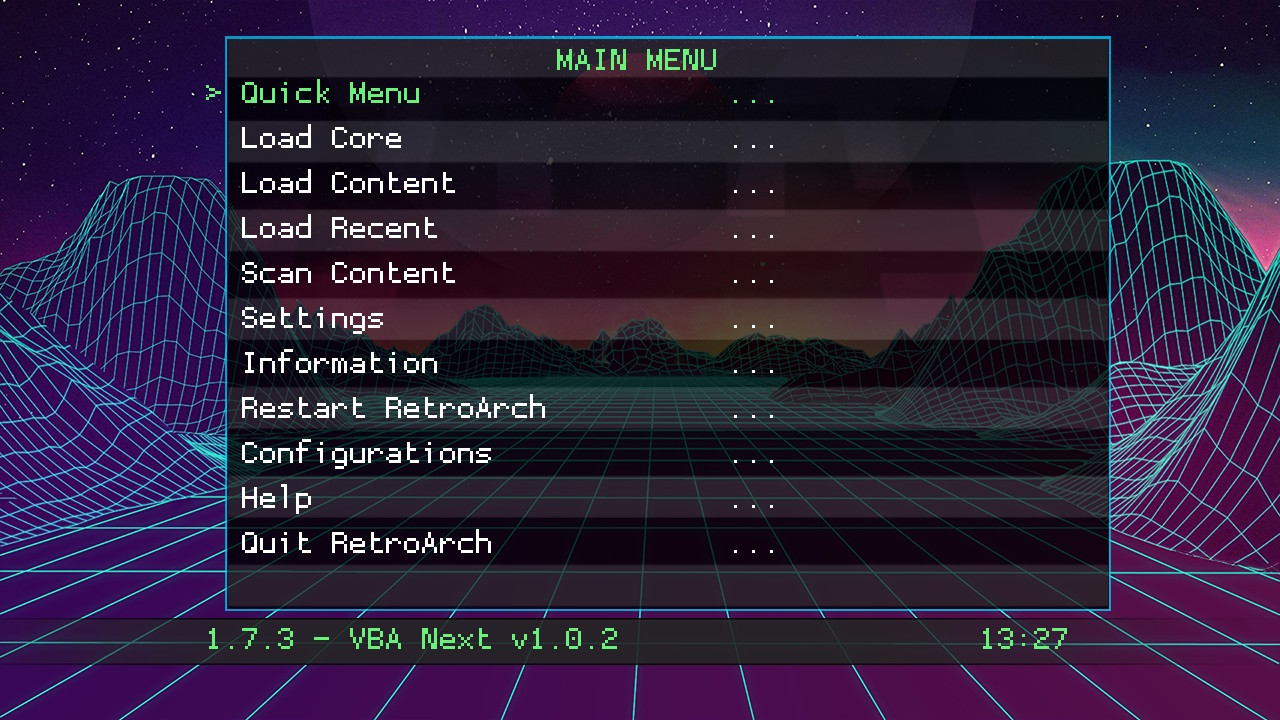 MAIN MENU
> Quick Menu ...
Load Core ...
Load Content ...
Load Recent ...
Scan Content ...
Settings ...
Information ...
Restart RetroArch ...
Configurations ...
Help ...
Quit RetroArch ...
1.7.3 - VBA Next v1.0.2 13:27